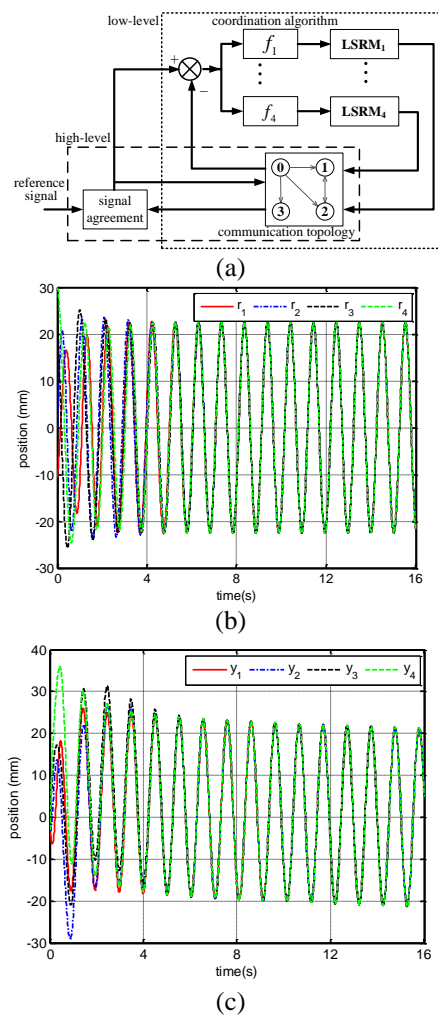 low-level
coordination algorithm
+
−
f1
LSRM1
f4
LSRM4
high-level
reference
signal
signal
agreement
0
1
3
2
communication topology
(a)
r1 r2 r3 r4
30
20
10
0
-10
-20
-30
position (mm)
0 4 8 12 16
time(s)
(b)
y1 y2 y3 y4
40
30
20
10
0
-10
-20
-30
position (mm)
0 4 8 12 16
time(s)
(c)